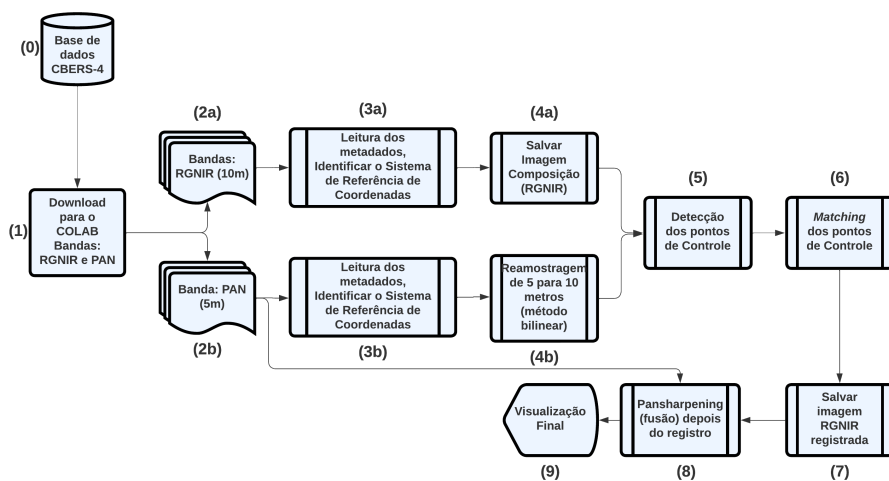 (0)
Base de
dados
CBERS-4
(1)
Download
para o
COLAB
Bandas:
RGNIR e PAN
(2a)
Bandas:
RGNIR (10m)
(3a)
Leitura dos
metadados,
Identificar o Sistema
de Referência de
Coordenadas
(4a)
Salvar
Imagem
Composição
(RGNIR)
Banda: PAN
(5m)
(2b)
Leitura dos
metadados,
Identificar o Sistema
de Referência de
Coordenadas
(3b)
Reamostragem
de 5 para 10
metros
(método
bilinear)
(4b)
(5)
Detecção
dos pontos
de Controle
(6)
Matching
dos pontos
de Controle
Salvar
imagem
RGNIR
registrada
(7)
Pansharpening
(fusão) depois
do registro
(8)
Visualização
Final
(9)